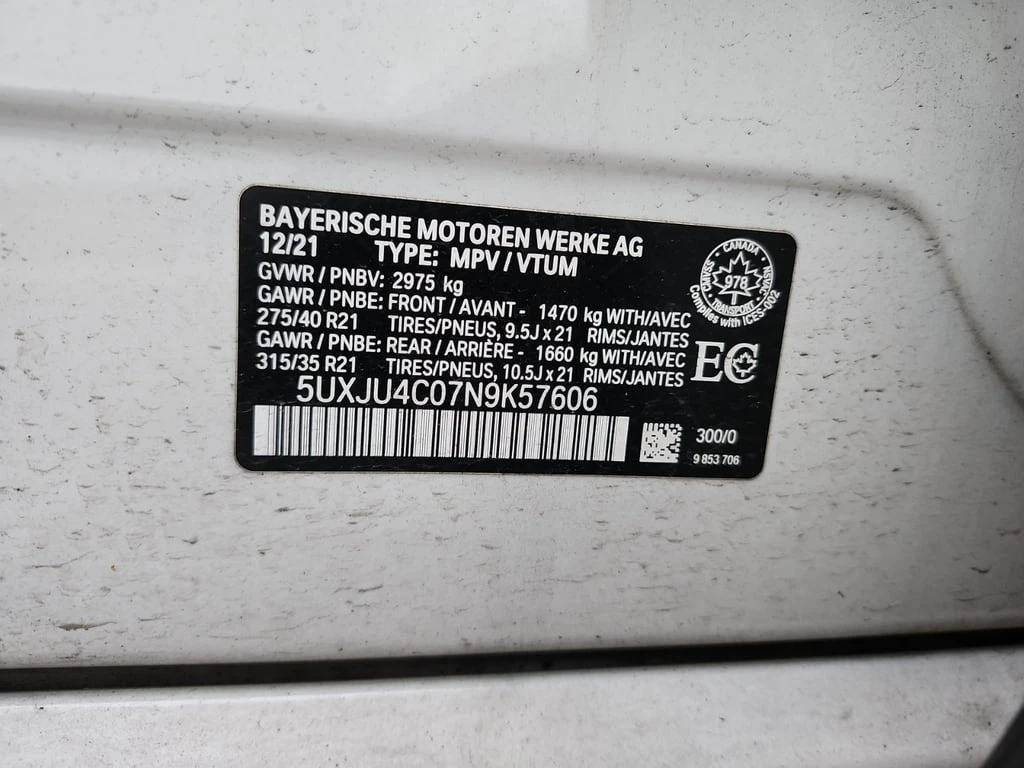 BAYERISCHE MOTOREN WERKE AG
12/21 TYPE: MPV / VTUM
GVWR / PNBV: 2975 kg
GAWR / PNBE: FRONT / AVANT - 1470 kg WITH/AVEC
275/40 R21 TIRES/PNEUS, 9.5J x 21 RIMS/JANTES
GAWR / PNBE: REAR / ARRIÈRE - 1660 kg WITH/AVEC
315/35 R21 TIRES/PNEUS, 10.5J x 21 RIMS/JANTES
5UXJU4C07N9K57606
CANADA
CMVSS
NSVAC
978
TRANSPORT
Complies with ICES-002
EC
300/0
9 853 706